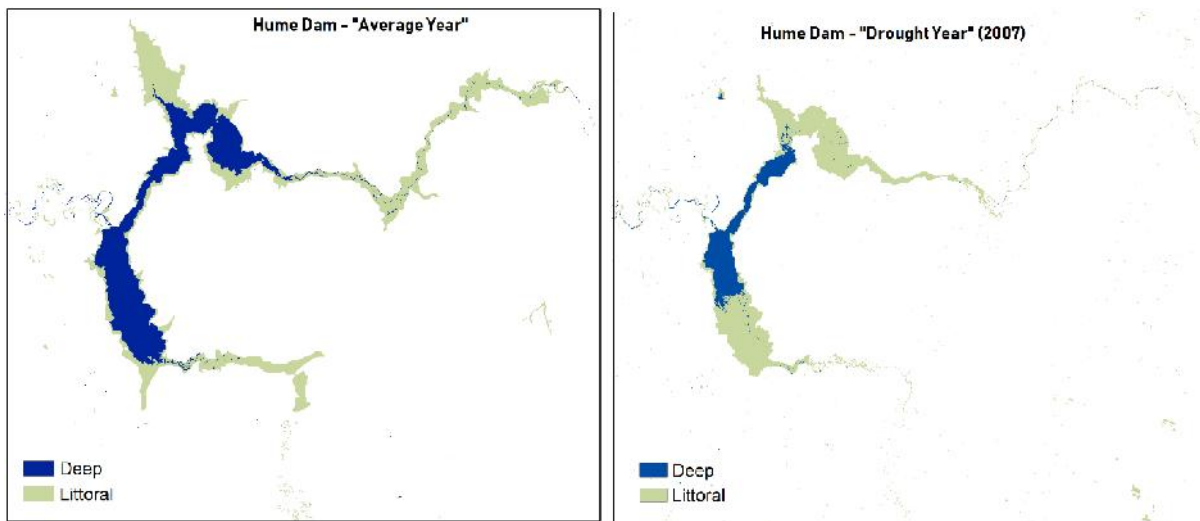 Hume Dam – "Average Year"
Deep
Littoral
Hume Dam – "Drought Year" (2007)
Deep
Littoral